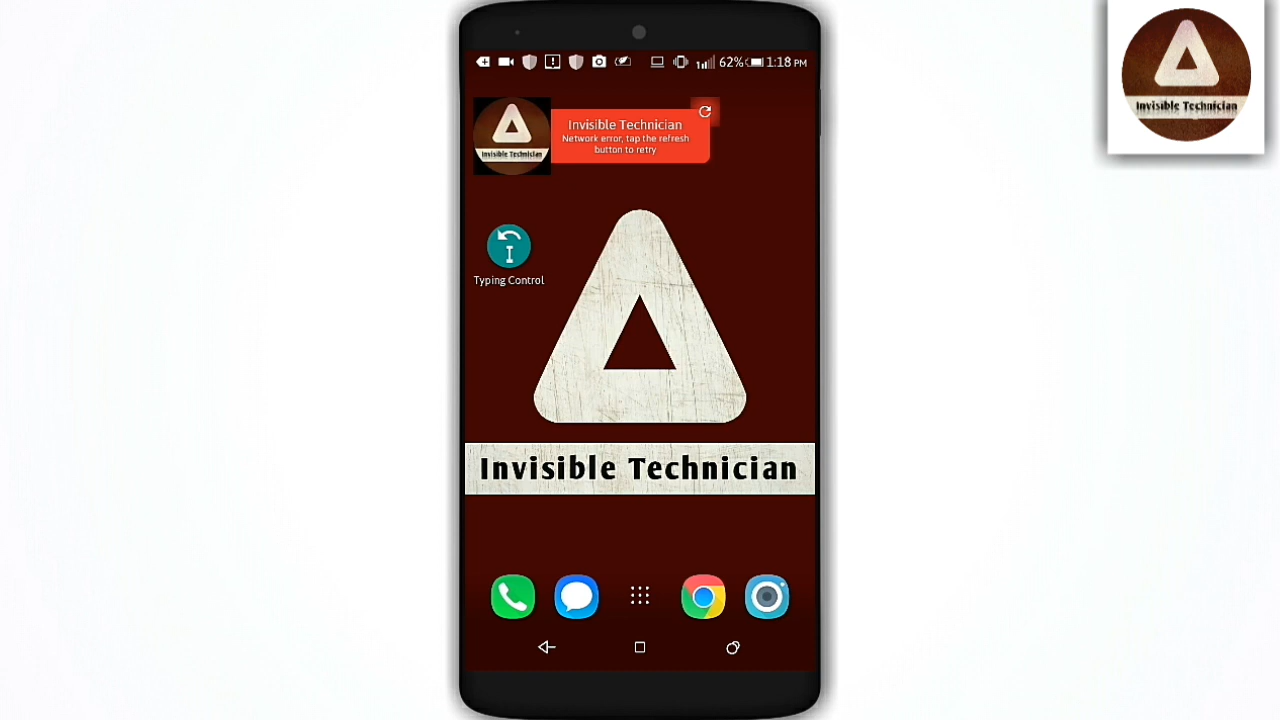 62% 1:18 PM
Invisible Technician
Network error, tap the refresh
button to retry
Invisible Technician
Typing Control
Invisible Technician
Invisible Technician